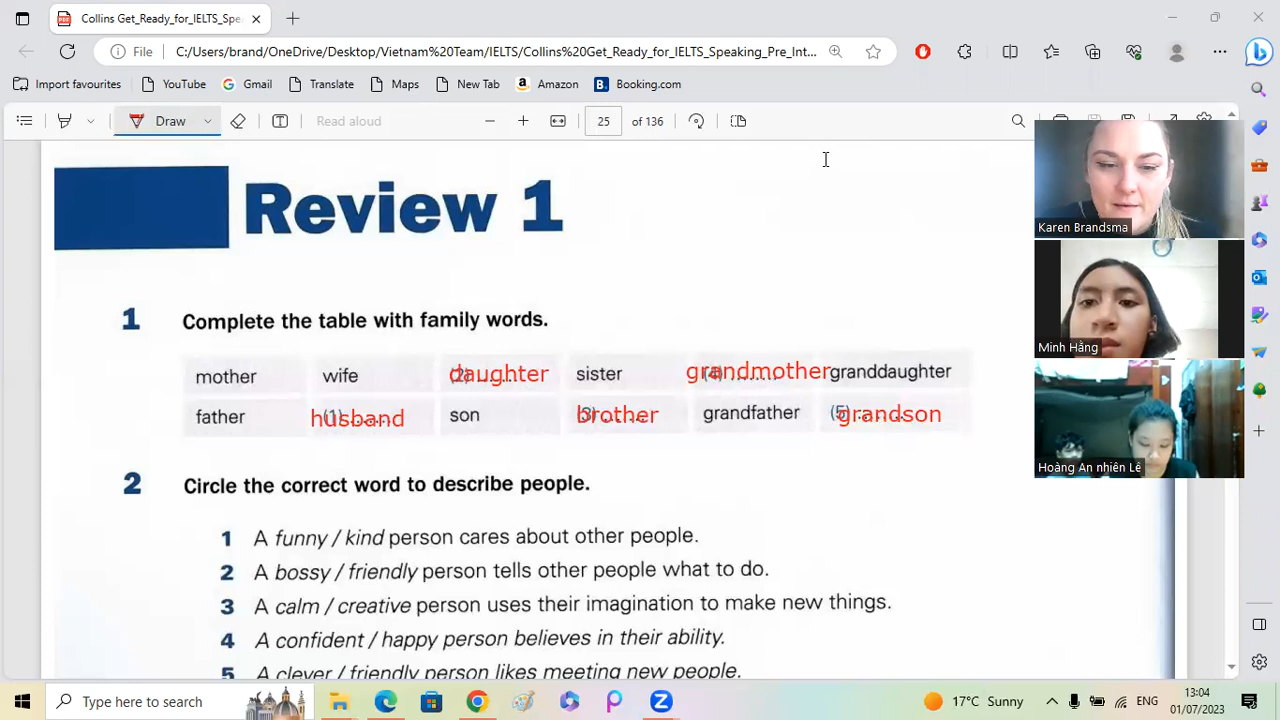 Collins Get_Ready_for_IELTS_Spe
File C:/Users/brand/OneDrive/Desktop/Vietnam%20Team/IELTS/Collins%20Get_Ready_for_IELTS_Speaking_Pre_Int...
Import favourites YouTube Gmail Translate Maps New Tab Amazon Booking.com
Draw Read aloud 25 of 136
Review 1
1 Complete the table with family words.
mother wife (2) daughter sister (4) grandmother granddaughter
father (1) husband son (3) brother grandfather (5) grandson
2 Circle the correct word to describe people.
1 A funny / kind person cares about other people.
2 A bossy / friendly person tells other people what to do.
3 A calm / creative person uses their imagination to make new things.
4 A confident / happy person believes in their ability.
5 A clever / friendly person likes meeting new people.
Karen Brandsma
Minh Hằng
Hoàng An nhiên Lê
Type here to search
17°C Sunny
ENG
13:04
01/07/2023